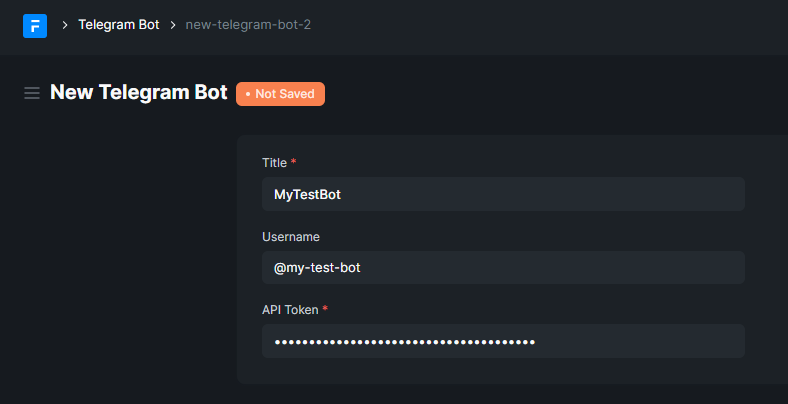 F > Telegram Bot > new-telegram-bot-2
New Telegram Bot • Not Saved
Title *
MyTestBot
Username
@my-test-bot
API Token *
••••••••••••••••••••••••••••••••••••••